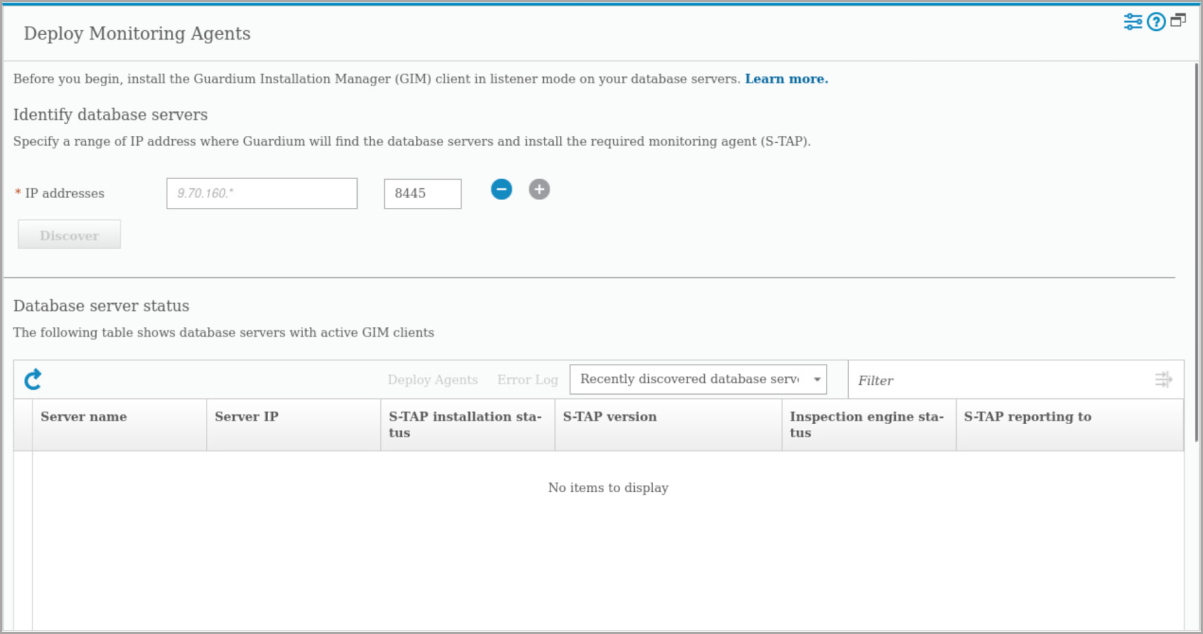 Deploy Monitoring Agents
Before you begin, install the Guardium Installation Manager (GIM) client in listener mode on your database servers. Learn more.
Identify database servers
Specify a range of IP address where Guardium will find the database servers and install the required monitoring agent (S-TAP).
* IP addresses 9.70.160.* 8445
Discover
Database server status
The following table shows database servers with active GIM clients
Deploy Agents Error Log Recently discovered database serv Filter
Server name Server IP S-TAP installation sta-
tus S-TAP version Inspection engine sta-
tus S-TAP reporting to
No items to display